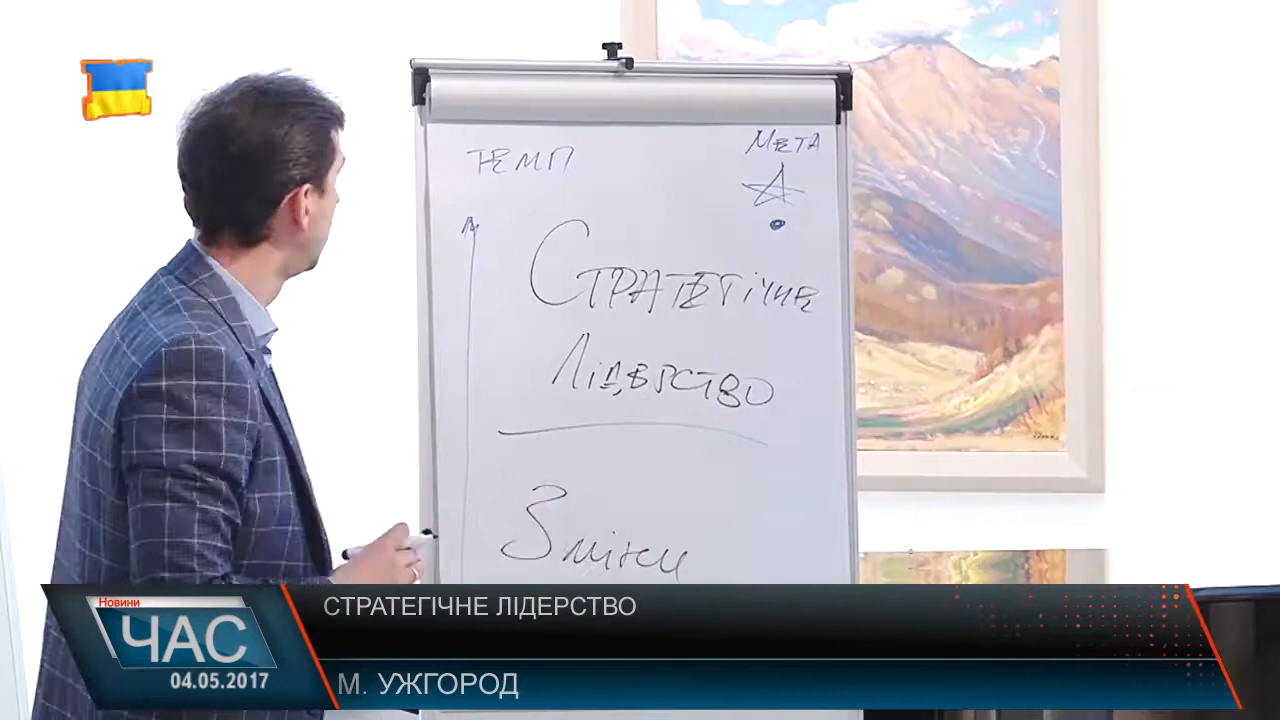 ТЕМП
МЕТА
СТРАТЕГІЧНЕ
ЛІДЕРСТВО
Зміни
Новини
ЧАС
04.05.2017
СТРАТЕГІЧНЕ ЛІДЕРСТВО
М. УЖГОРОД